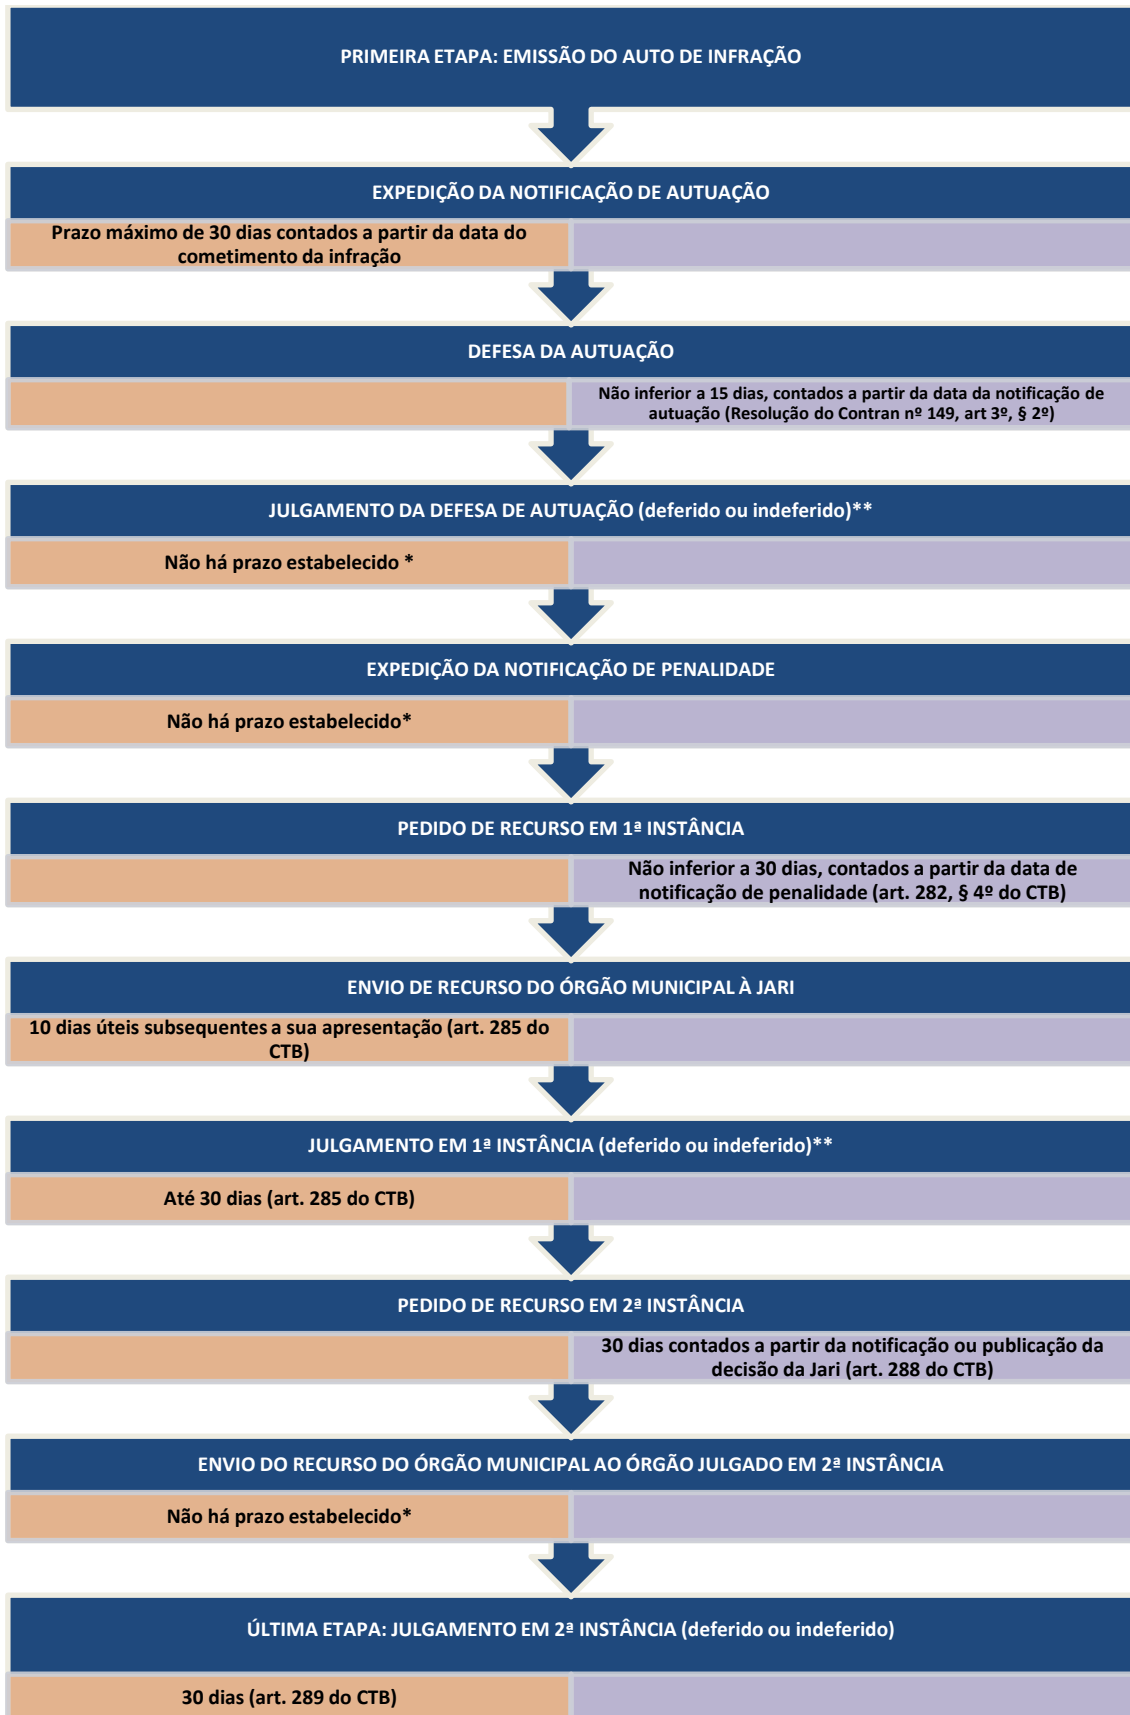 PRIMEIRA ETAPA: EMISSÃO DO AUTO DE INFRAÇÃO
EXPEDIÇÃO DA NOTIFICAÇÃO DE AUTUAÇÃO
Prazo máximo de 30 dias contados a partir da data do
cometimento da infração
DEFESA DA AUTUAÇÃO
Não inferior a 15 dias, contados a partir da data da notificação de
autuação (Resolução do Contran nº 149, art 3º, § 2º)
JULGAMENTO DA DEFESA DE AUTUAÇÃO (deferido ou indeferido)**
Não há prazo estabelecido *
EXPEDIÇÃO DA NOTIFICAÇÃO DE PENALIDADE
Não há prazo estabelecido*
PEDIDO DE RECURSO EM 1ª INSTÂNCIA
Não inferior a 30 dias, contados a partir da data de
notificação de penalidade (art. 282, § 4º do CTB)
ENVIO DE RECURSO DO ÓRGÃO MUNICIPAL À JARI
10 dias úteis subsequentes a sua apresentação (art. 285 do
CTB)
JULGAMENTO EM 1ª INSTÂNCIA (deferido ou indeferido)**
Até 30 dias (art. 285 do CTB)
PEDIDO DE RECURSO EM 2ª INSTÂNCIA
30 dias contados a partir da notificação ou publicação da
decisão da Jari (art. 288 do CTB)
ENVIO DO RECURSO DO ÓRGÃO MUNICIPAL AO ÓRGÃO JULGADO EM 2ª INSTÂNCIA
Não há prazo estabelecido*
ÚLTIMA ETAPA: JULGAMENTO EM 2ª INSTÂNCIA (deferido ou indeferido)
30 dias (art. 289 do CTB)